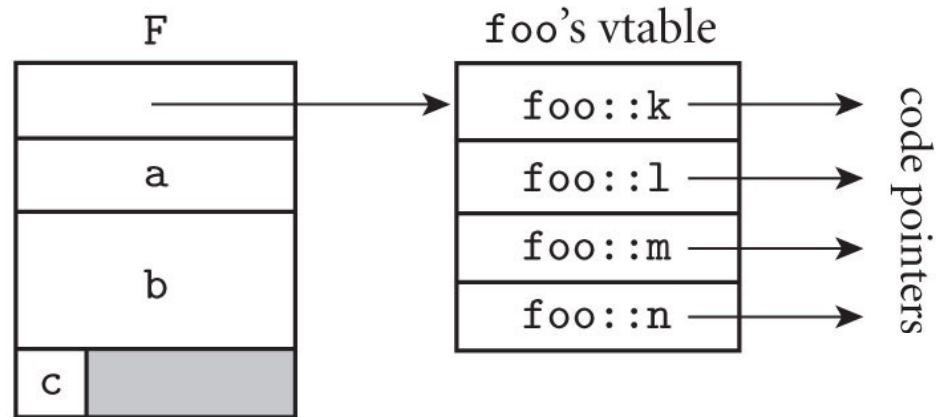 F
foo's vtable
a
b
c
foo::k
foo::l
foo::m
foo::n
code pointers